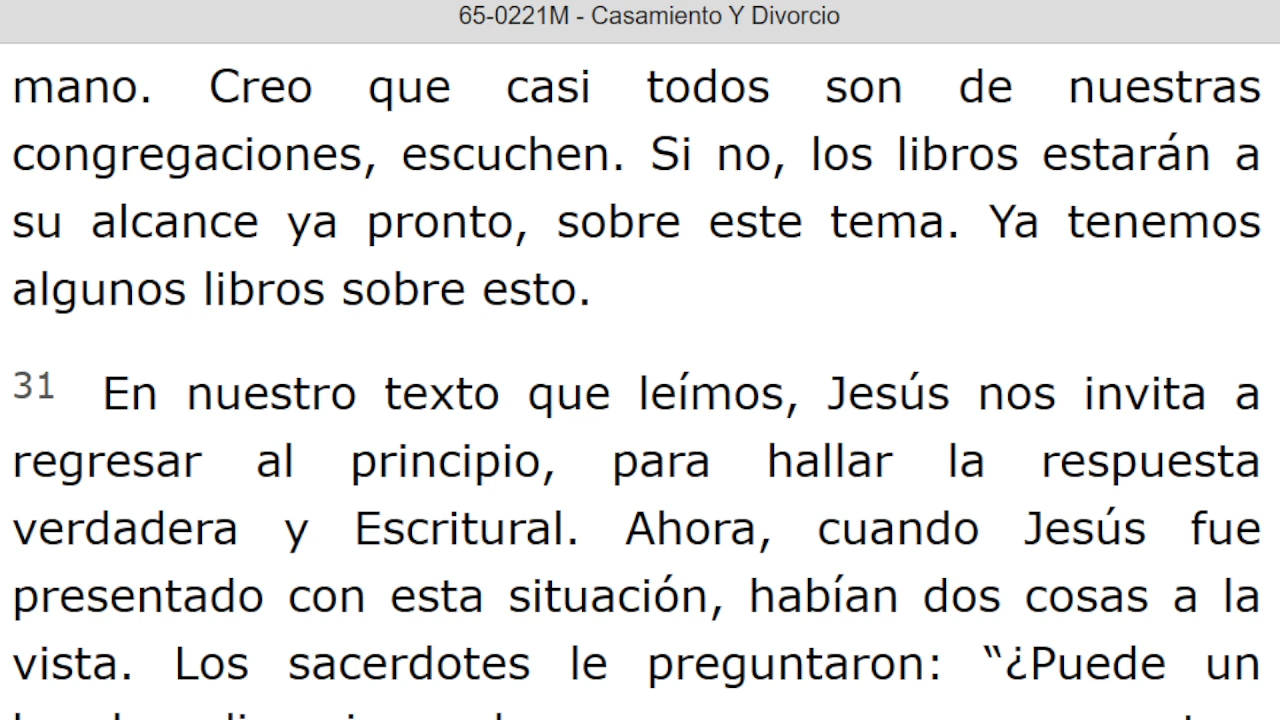 65-0221M - Casamiento Y Divorcio
mano. Creo que casi todos son de nuestras
congregaciones, escuchen. Si no, los libros estarán a
su alcance ya pronto, sobre este tema. Ya tenemos
algunos libros sobre esto.
31 En nuestro texto que leímos, Jesús nos invita a
regresar al principio, para hallar la respuesta
verdadera y Escritural. Ahora, cuando Jesús fue
presentado con esta situación, habían dos cosas a la
vista. Los sacerdotes le preguntaron: “¿Puede un